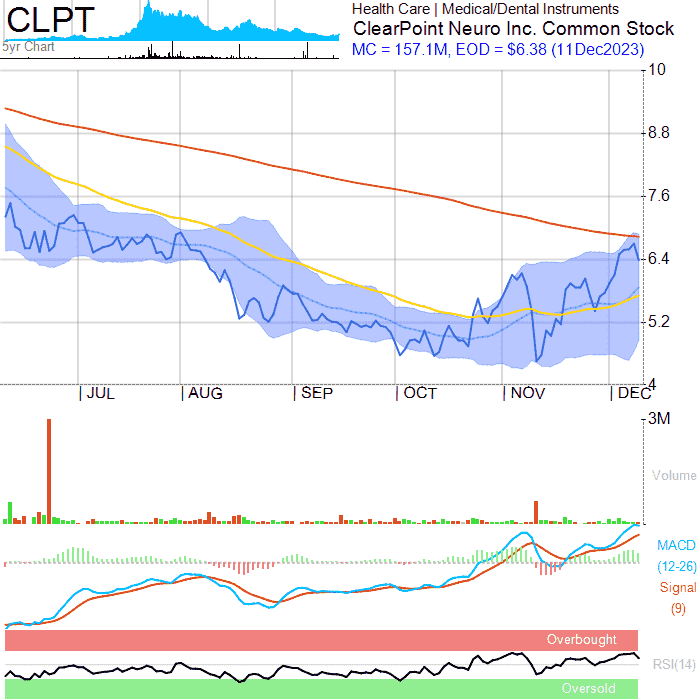 CLPT
5yr Chart
Health Care | Medical/Dental Instruments
ClearPoint Neuro Inc. Common Stock
MC = 157.1M, EOD = $6.38 (11Dec2023)
10
8.8
7.6
6.4
5.2
4
JUL AUG SEP OCT NOV DEC
3M
Volume
MACD
(12-26)
Signal
(9)
Overbought
RSI(14)
Oversold